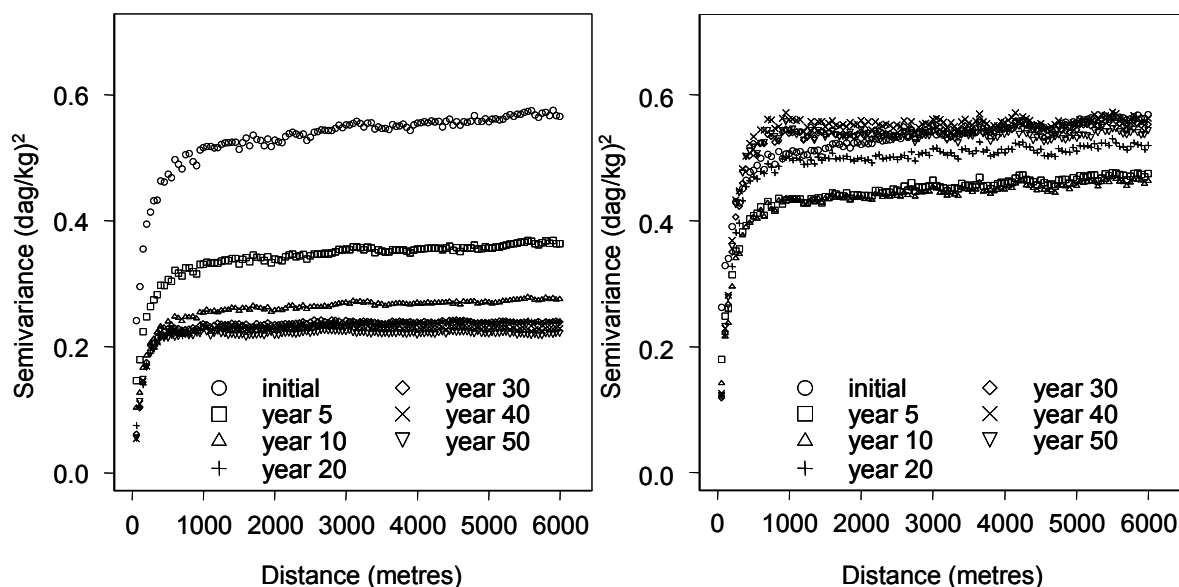 Semivariance (dag/kg)2
0.6
0.4
0.2
0.0
initial
year 5
year 10
year 20
year 30
year 40
year 50
0 1000 2000 3000 4000 5000 6000
Distance (metres)
Semivariance (dag/kg)2
0.6
0.4
0.2
0.0
initial
year 5
year 10
year 20
year 30
year 40
year 50
0 1000 2000 3000 4000 5000 6000
Distance (metres)